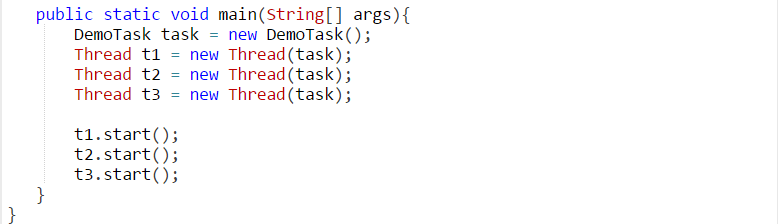 public static void main(String[] args){
DemoTask task = new DemoTask();
Thread t1 = new Thread(task);
Thread t2 = new Thread(task);
Thread t3 = new Thread(task);
t1.start();
t2.start();
t3.start();
}
}